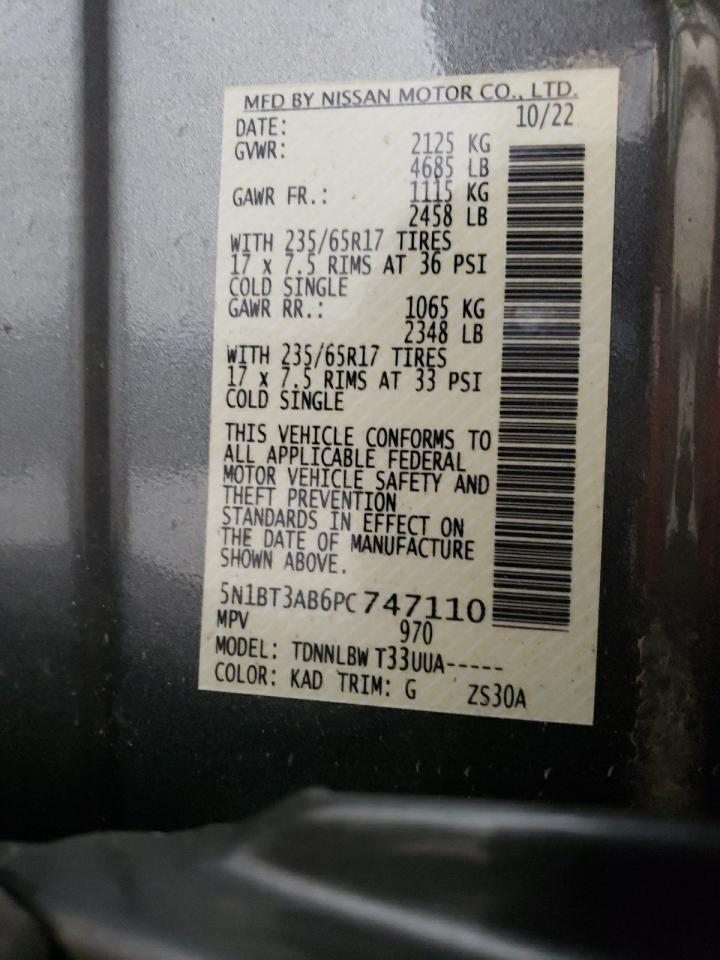 MFD BY NISSAN MOTOR CO., LTD.
DATE: 10/22
GVWR: 2125 KG
4685 LB
GAWR FR.: 1115 KG
2458 LB
WITH 235/65R17 TIRES
17 x 7.5 RIMS AT 36 PSI
COLD SINGLE
GAWR RR.: 1065 KG
2348 LB
WITH 235/65R17 TIRES
17 x 7.5 RIMS AT 33 PSI
COLD SINGLE
THIS VEHICLE CONFORMS TO
ALL APPLICABLE FEDERAL
MOTOR VEHICLE SAFETY AND
THEFT PREVENTION
STANDARDS IN EFFECT ON
THE DATE OF MANUFACTURE
SHOWN ABOVE.
5N1BT3AB6PC747110
MPV 970
MODEL: TDNNLBW T33UUA-----
COLOR: KAD TRIM: G ZS30A